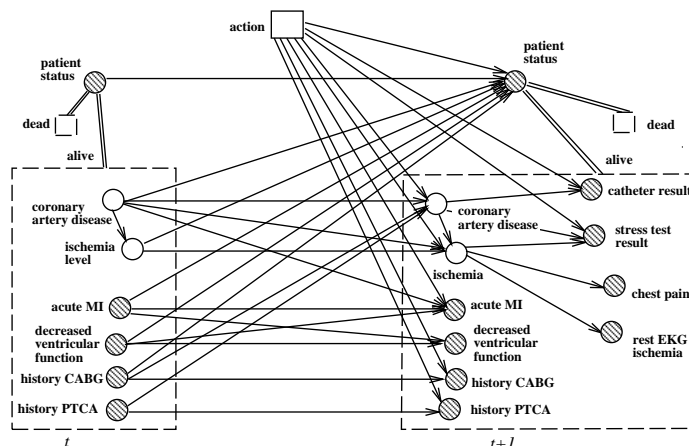 action
patient
status
dead
alive
coronary
artery disease
ischemia
level
acute MI
decreased
ventricular
function
history CABG
history PTCA
t
patient
status
dead
alive
catheter result
coronary
artery disease
stress test
result
ischemia
chest pain
acute MI
rest EKG
ischemia
decreased
ventricular
function
history CABG
history PTCA
t+1